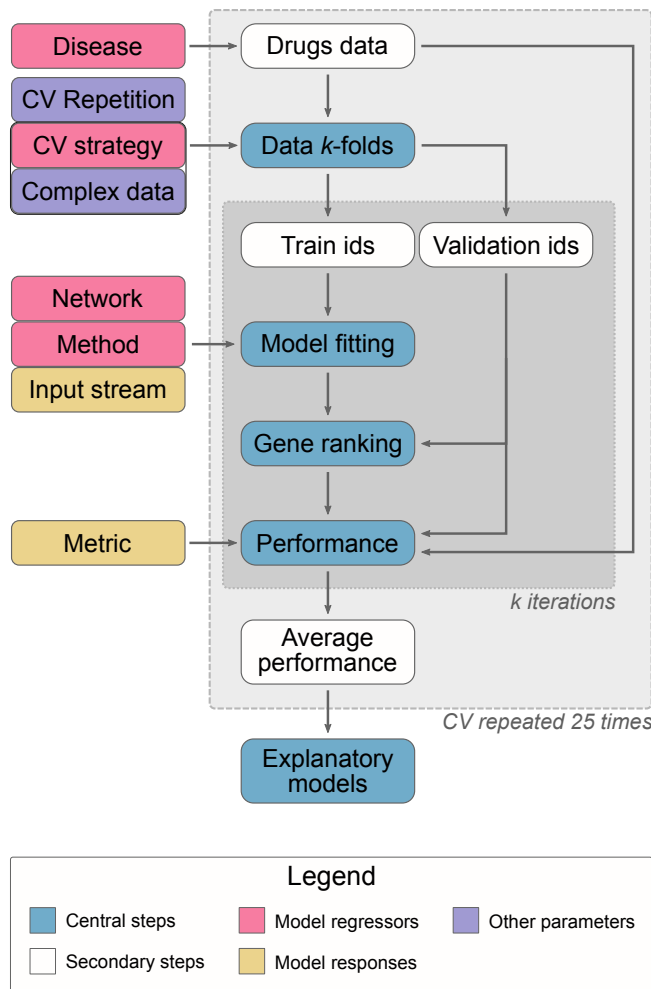 Disease
Drugs data
CV Repetition
CV strategy
Data k-folds
Complex data
Train ids
Validation ids
Network
Method
Model fitting
Input stream
Gene ranking
Metric
Performance
k iterations
Average
performance
CV repeated 25 times
Explanatory
models
Legend
Central steps
Model regressors
Other parameters
Secondary steps
Model responses